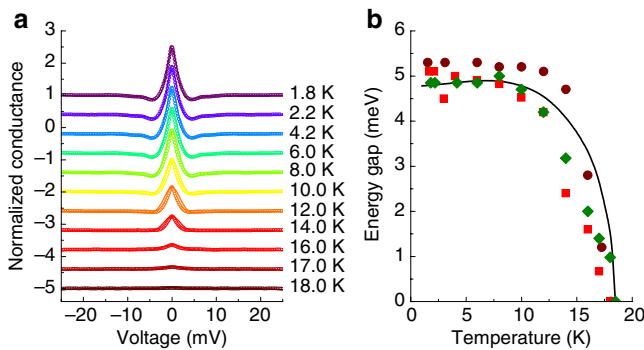 a
b
3
2
1
0
−1
−2
−3
−4
−5
Normalized conductance
1.8 K
2.2 K
4.2 K
6.0 K
8.0 K
10.0 K
12.0 K
14.0 K
16.0 K
17.0 K
18.0 K
−20 −10 0 10 20
Voltage (mV)
6
5
4
3
2
1
0
Energy gap (meV)
0 5 10 15 20
Temperature (K)